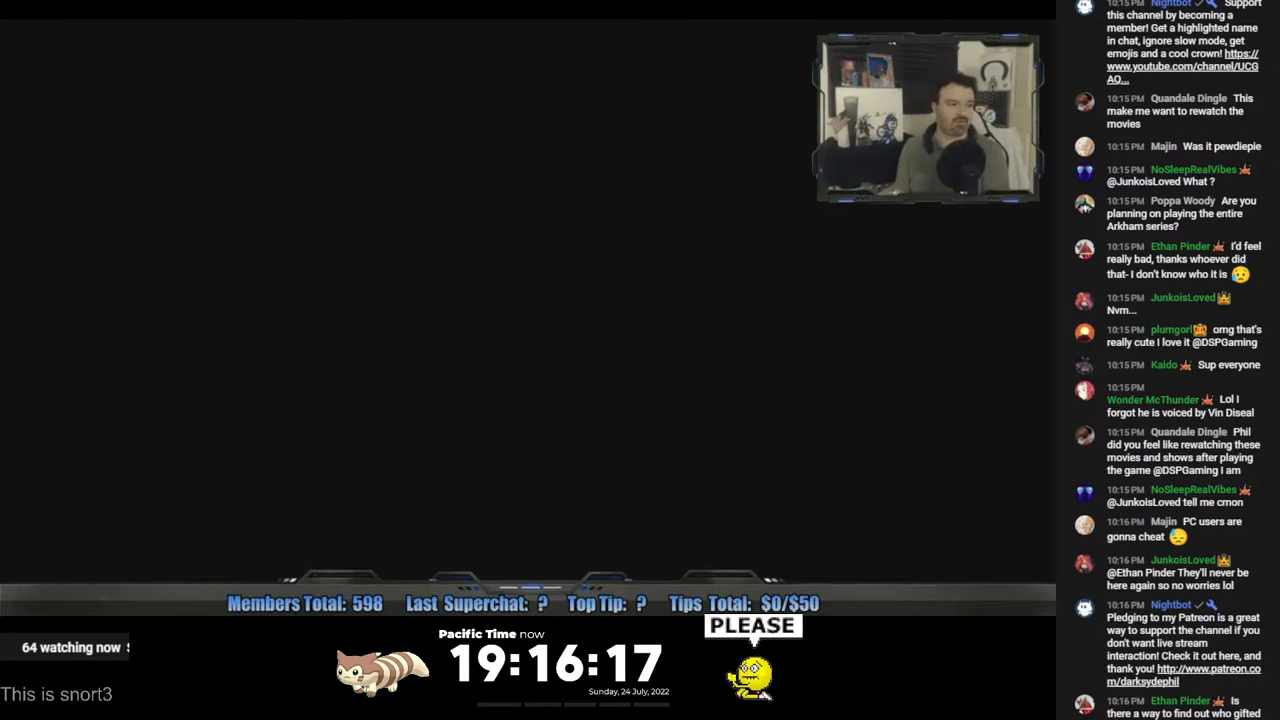 10:15 PM Nightbot Support
this channel by becoming a
member! Get a highlighted name
in chat, ignore slow mode, get
emojis and a cool crown! https://
www.youtube.com/channel/UCG
AO...
10:15 PM Quandale Dingle This
make me want to rewatch the
movies
10:15 PM Majin Was it pewdiepie
10:15 PM NoSleepRealVibes
@JunkoisLoved What ?
10:15 PM Poppa Woody Are you
planning on playing the entire
Arkham series?
10:15 PM Ethan Pinder I'd feel
really bad, thanks whoever did
that- I don't know who it is 😥
10:15 PM JunkoisLoved
Nvm...
10:15 PM plumgorl omg that's
really cute I love it @DSPGaming
10:15 PM Kaido Sup everyone
10:15 PM
Wonder McThunder Lol I
forgot he is voiced by Vin Diseal
10:15 PM Quandale Dingle Phil
did you feel like rewatching these
movies and shows after playing
the game @DSPGaming I am
10:15 PM NoSleepRealVibes
@JunkoisLoved tell me cmon
10:16 PM Majin PC users are
gonna cheat 😓
10:16 PM JunkoisLoved
@Ethan Pinder They'll never be
here again so no worries lol
10:16 PM Nightbot
Pledging to my Patreon is a great
way to support the channel if you
don't want live stream
interaction! Check it out here, and
thank you! http://www.patreon.co
m/darksydephil
10:16 PM Ethan Pinder Is
there a way to find out who gifted
Members Total: 598 Last Superchat: ? Top Tip: ? Tips Total: $0/$50
PLEASE
Pacific Time now
19:16:17
Sunday, 24 July, 2022
64 watching now
This is snort3